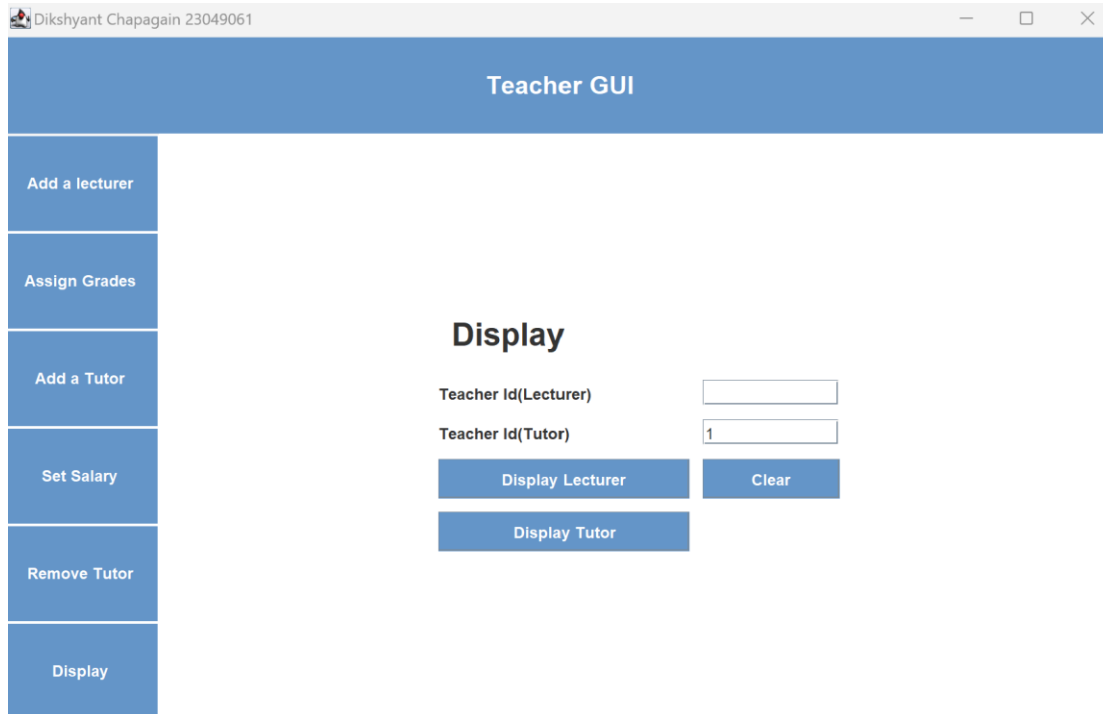 Dikshyant Chapagain 23049061
Teacher GUI
Add a lecturer
Assign Grades
Add a Tutor
Set Salary
Remove Tutor
Display
Display
Teacher Id(Lecturer)
Teacher Id(Tutor) 1
Display Lecturer Clear
Display Tutor